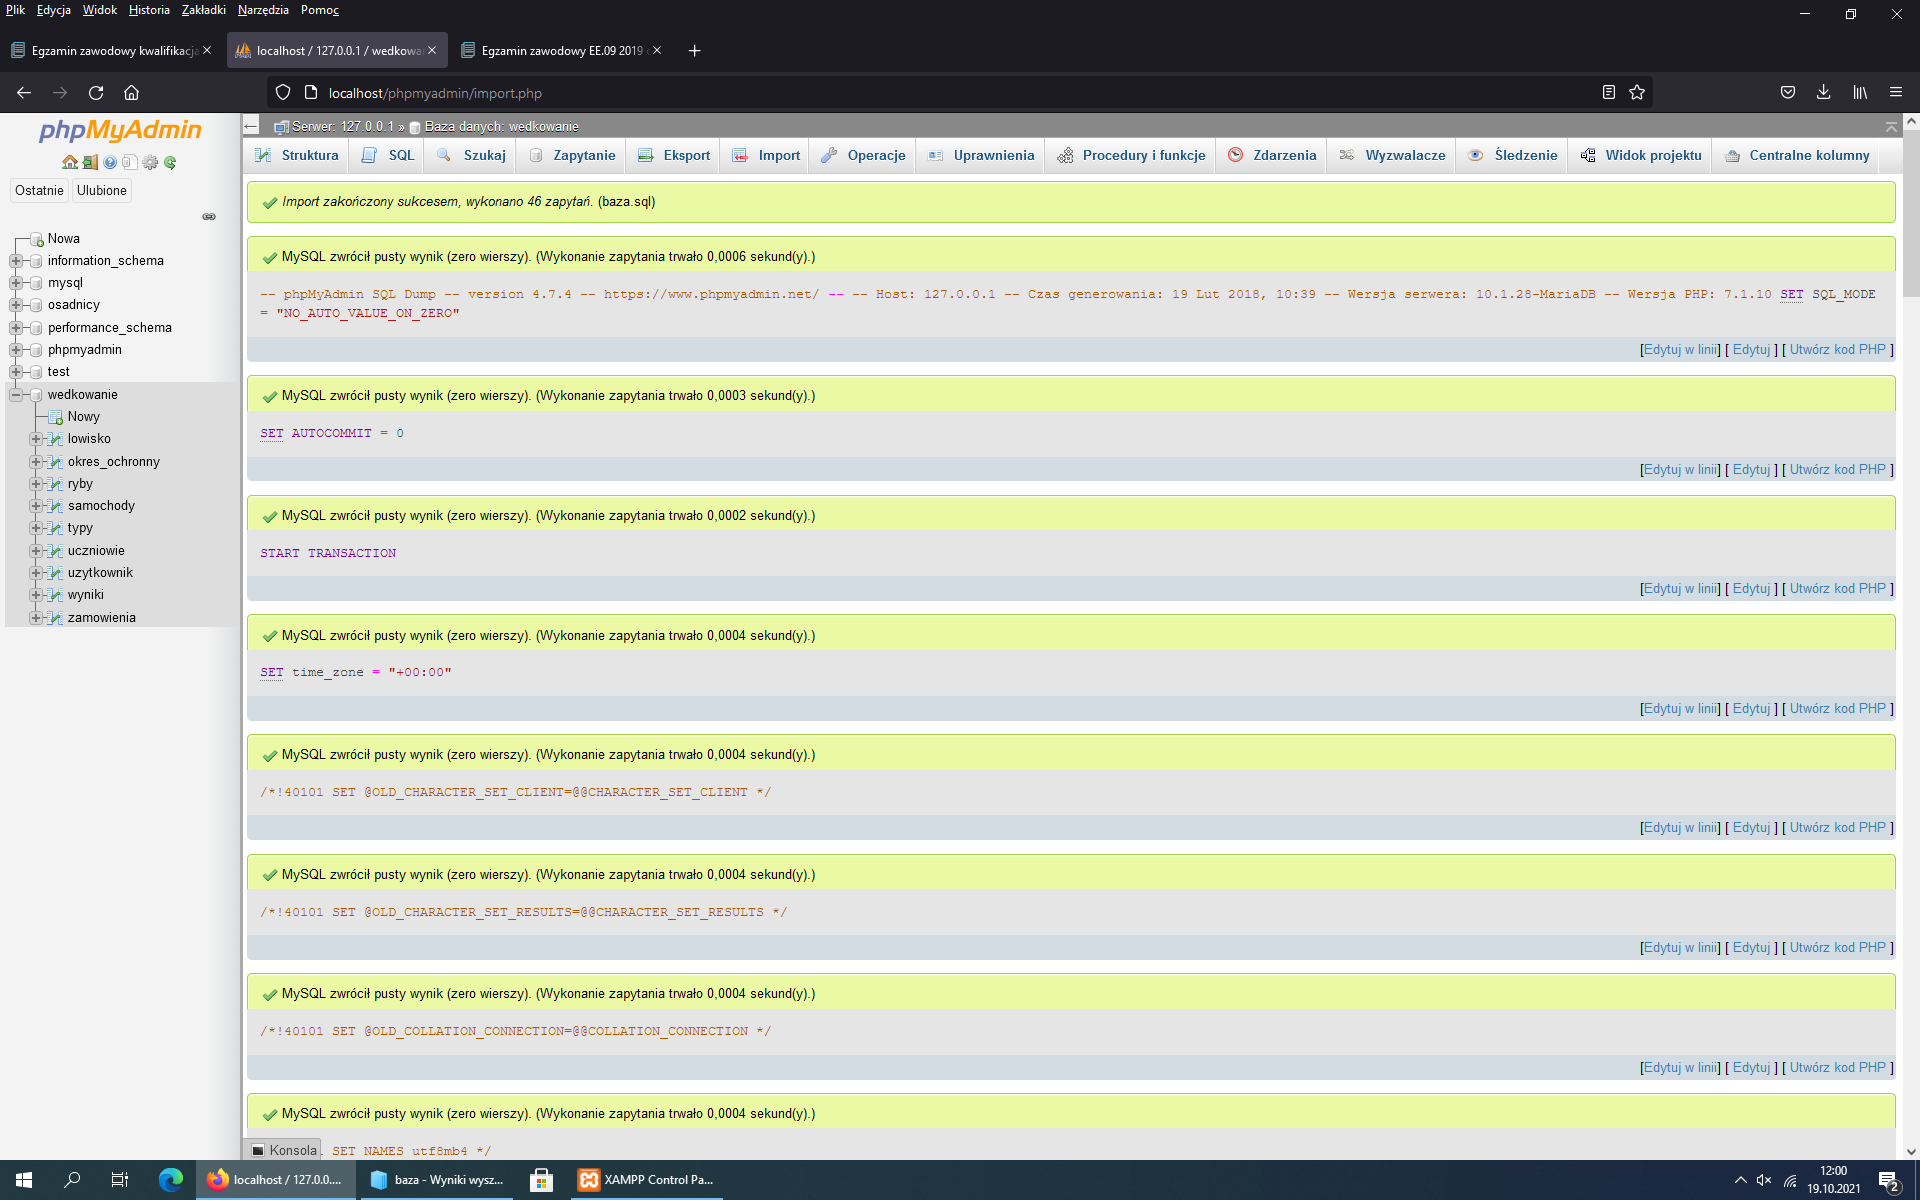 Plik Edycja Widok Historia Zakładki Narzędzia Pomoc
Egzamin zawodowy kwalifikacja
localhost / 127.0.0.1 / wedkowa
Egzamin zawodowy EE.09 2019
localhost/phpmyadmin/import.php
phpMyAdmin
Ostatnie Ulubione
Nowa
information_schema
mysql
osadnicy
performance_schema
phpmyadmin
test
wedkowanie
Nowy
lowisko
okres_ochronny
ryby
samochody
typy
uczniowie
uzytkownik
wyniki
zamowienia
Serwer: 127.0.0.1 » Baza danych: wedkowanie
Struktura SQL Szukaj Zapytanie Eksport Import Operacje Uprawnienia Procedury i funkcje Zdarzenia Wyzwalacze Śledzenie Widok projektu Centralne kolumny
Import zakończony sukcesem, wykonano 46 zapytań. (baza.sql)
MySQL zwrócił pusty wynik (zero wierszy). (Wykonanie zapytania trwało 0,0006 sekund(y).)
-- phpMyAdmin SQL Dump -- version 4.7.4 -- https://www.phpmyadmin.net/ -- -- Host: 127.0.0.1 -- Czas generowania: 19 Lut 2018, 10:39 -- Wersja serwera: 10.1.28-MariaDB -- Wersja PHP: 7.1.10 SET SQL_MODE
= "NO_AUTO_VALUE_ON_ZERO"
[Edytuj w linii] [ Edytuj ] [ Utwórz kod PHP ]
MySQL zwrócił pusty wynik (zero wierszy). (Wykonanie zapytania trwało 0,0003 sekund(y).)
SET AUTOCOMMIT = 0
[Edytuj w linii] [ Edytuj ] [ Utwórz kod PHP ]
MySQL zwrócił pusty wynik (zero wierszy). (Wykonanie zapytania trwało 0,0002 sekund(y).)
START TRANSACTION
[Edytuj w linii] [ Edytuj ] [ Utwórz kod PHP ]
MySQL zwrócił pusty wynik (zero wierszy). (Wykonanie zapytania trwało 0,0004 sekund(y).)
SET time_zone = "+00:00"
[Edytuj w linii] [ Edytuj ] [ Utwórz kod PHP ]
MySQL zwrócił pusty wynik (zero wierszy). (Wykonanie zapytania trwało 0,0004 sekund(y).)
/*!40101 SET @OLD_CHARACTER_SET_CLIENT=@@CHARACTER_SET_CLIENT */
[Edytuj w linii] [ Edytuj ] [ Utwórz kod PHP ]
MySQL zwrócił pusty wynik (zero wierszy). (Wykonanie zapytania trwało 0,0004 sekund(y).)
/*!40101 SET @OLD_CHARACTER_SET_RESULTS=@@CHARACTER_SET_RESULTS */
[Edytuj w linii] [ Edytuj ] [ Utwórz kod PHP ]
MySQL zwrócił pusty wynik (zero wierszy). (Wykonanie zapytania trwało 0,0004 sekund(y).)
/*!40101 SET @OLD_COLLATION_CONNECTION=@@COLLATION_CONNECTION */
[Edytuj w linii] [ Edytuj ] [ Utwórz kod PHP ]
MySQL zwrócił pusty wynik (zero wierszy). (Wykonanie zapytania trwało 0,0004 sekund(y).)
Konsola SET NAMES utf8mb4 */
localhost / 127.0.0....
baza - Wyniki wysz...
XAMPP Control Pa...
12:00
19.10.2021
2